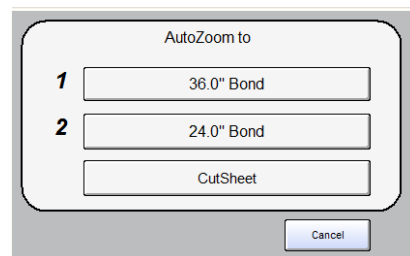 AutoZoom to
1 36.0" Bond
2 24.0" Bond
CutSheet
Cancel